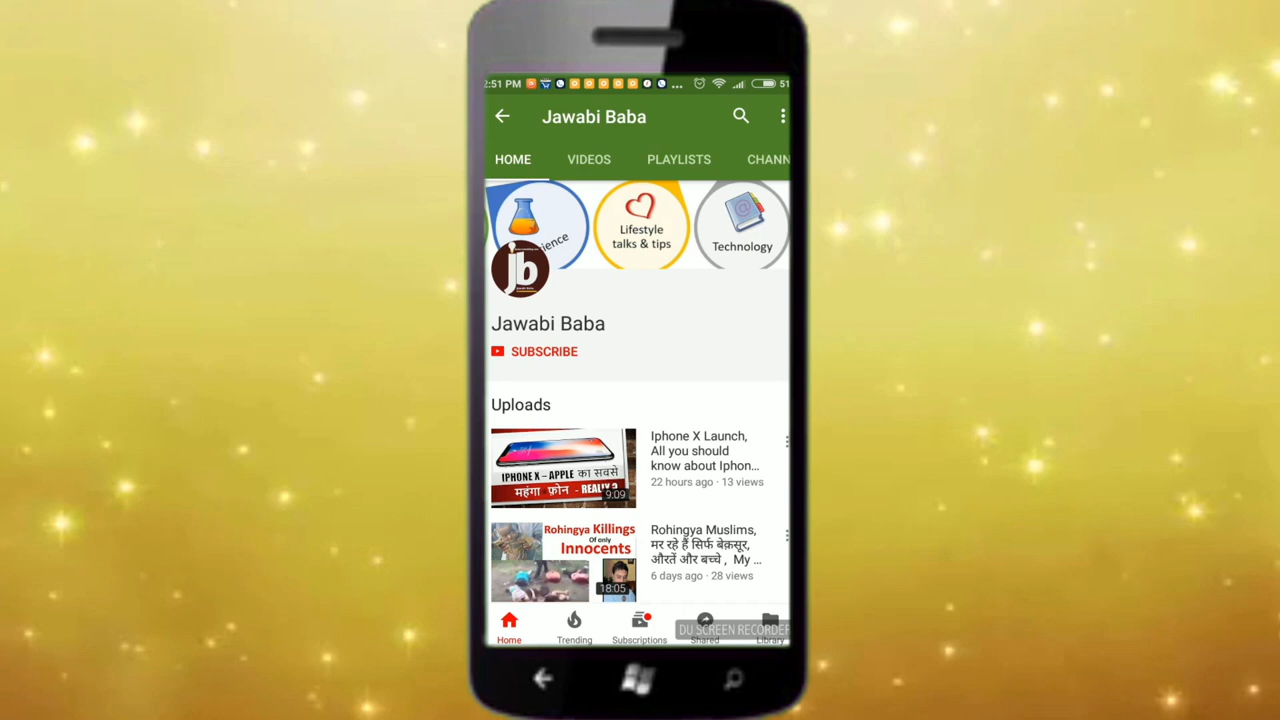 2:51 PM
51
Jawabi Baba
HOME VIDEOS PLAYLISTS CHANN
ience
Lifestyle
talks & tips
Technology
jb
Jawabi Baba
SUBSCRIBE
Uploads
IPHONE X – APPLE का सबसे
महंगा फ़ोन - REALLY ?
9:09
Iphone X Launch,
All you should
know about Iphon...
22 hours ago · 13 views
Rohingya Killings
Of only
Innocents
18:05
Rohingya Muslims,
मर रहे हैं सिर्फ बेक़सूर,
औरतें और बच्चे , My ...
6 days ago · 28 views
DU SCREEN RECORDER
Home Trending Subscriptions Shared Library